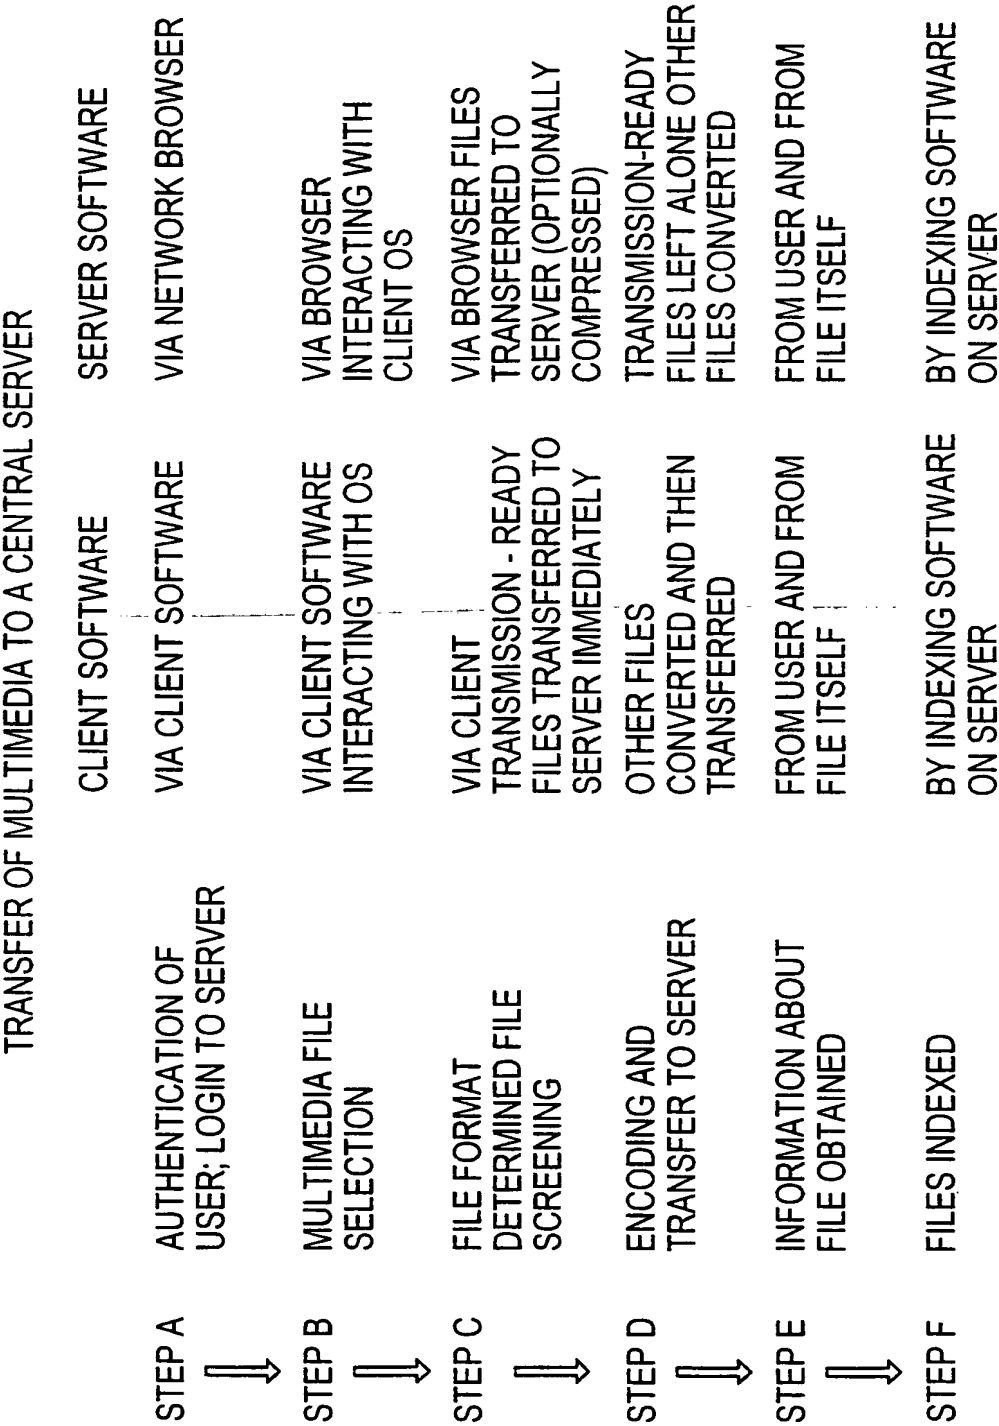 TRANSFER OF MULTIMEDIA TO A CENTRAL SERVER
CLIENT SOFTWARE
SERVER SOFTWARE
STEP A
AUTHENTICATION OF
USER; LOGIN TO SERVER
VIA CLIENT SOFTWARE
VIA NETWORK BROWSER
STEP B
MULTIMEDIA FILE
SELECTION
VIA CLIENT SOFTWARE
INTERACTING WITH OS
VIA BROWSER
INTERACTING WITH
CLIENT OS
STEP C
FILE FORMAT
DETERMINED FILE
SCREENING
VIA CLIENT
TRANSMISSION - READY
FILES TRANSFERRED TO
SERVER IMMEDIATELY
VIA BROWSER FILES
TRANSFERRED TO
SERVER (OPTIONALLY
COMPRESSED)
STEP D
ENCODING AND
TRANSFER TO SERVER
OTHER FILES
CONVERTED AND THEN
TRANSFERRED
TRANSMISSION-READY
FILES LEFT ALONE OTHER
FILES CONVERTED
STEP E
INFORMATION ABOUT
FILE OBTAINED
FROM USER AND FROM
FILE ITSELF
FROM USER AND FROM
FILE ITSELF
STEP F
FILES INDEXED
BY INDEXING SOFTWARE
ON SERVER
BY INDEXING SOFTWARE
ON SERVER